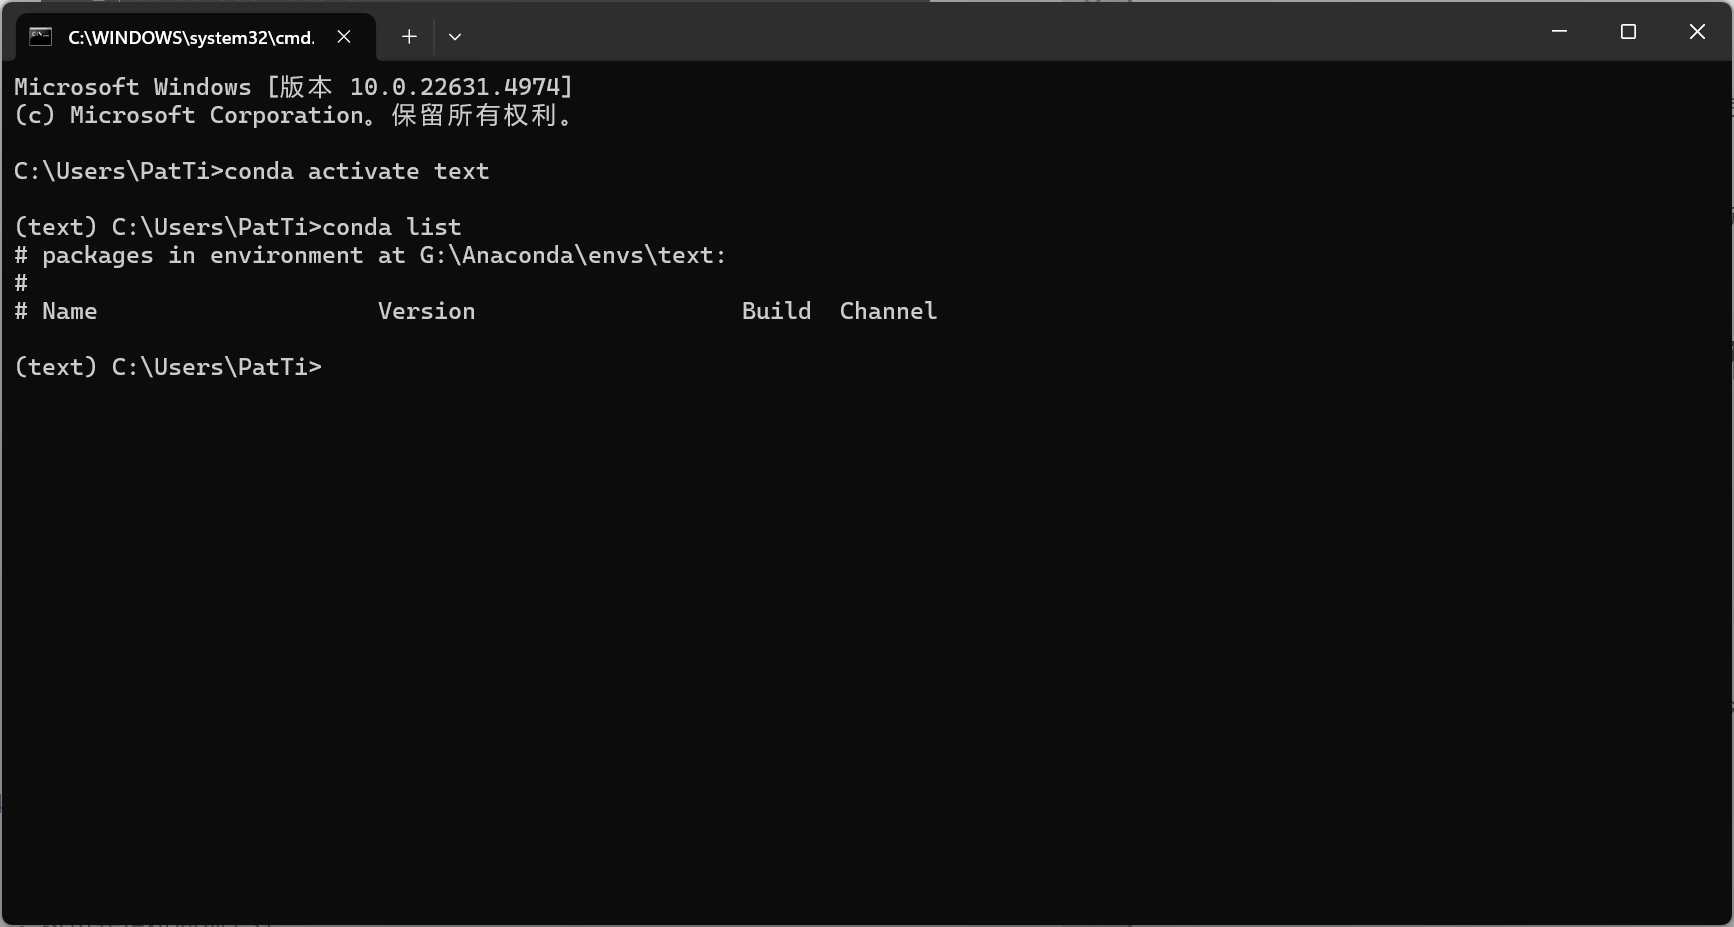 C:\WINDOWS\system32\cmd.
Microsoft Windows [版本 10.0.22631.4974]
(c) Microsoft Corporation。保留所有权利。
C:\Users\PatTi>conda activate text
(text) C:\Users\PatTi>conda list
# packages in environment at G:\Anaconda\envs\text:
#
# Name                    Version                   Build  Channel
(text) C:\Users\PatTi>